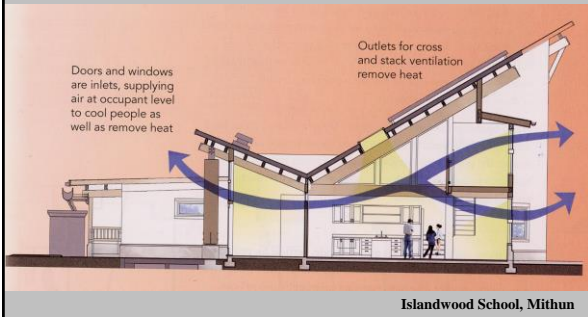 Doors and windows
are inlets, supplying
air at occupant level
to cool people as
well as remove heat
Outlets for cross
and stack ventilation
remove heat
Islandwood School, Mithun